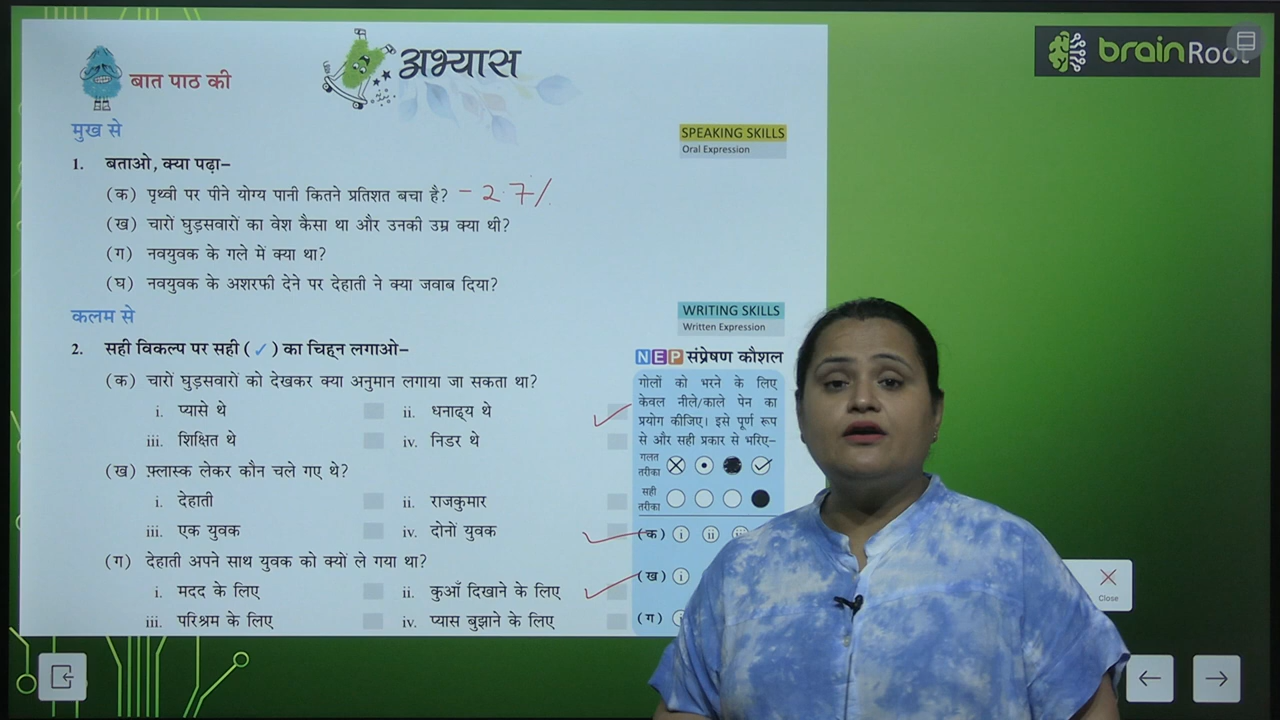 brainRoot
बात पाठ की
अभ्यास
मुख से
SPEAKING SKILLS
Oral Expression
1. बताओ, क्या पढ़ा–
(क) पृथ्वी पर पीने योग्य पानी कितने प्रतिशत बचा है? – 2.7%
(ख) चारों घुड़सवारों का वेश कैसा था और उनकी उम्र क्या थी?
(ग) नवयुवक के गले में क्या था?
(घ) नवयुवक के अशरफी देने पर देहाती ने क्या जवाब दिया?
कलम से
WRITING SKILLS
Written Expression
2. सही विकल्प पर सही (✓) का चिह्न लगाओ–
(क) चारों घुड़सवारों को देखकर क्या अनुमान लगाया जा सकता था?
i. प्यासे थे ii. धनाढ्य थे ✓
iii. शिक्षित थे iv. निडर थे
(ख) फ़्लास्क लेकर कौन चले गए थे?
i. देहाती ii. राजकुमार
iii. एक युवक iv. दोनों युवक ✓
(ग) देहाती अपने साथ युवक को क्यों ले गया था?
i. मदद के लिए ii. कुआँ दिखाने के लिए ✓
iii. परिश्रम के लिए iv. प्यास बुझाने के लिए
NEP संप्रेषण कौशल
गोलों को भरने के लिए
केवल नीले/काले पेन का
प्रयोग कीजिए। इसे पूर्ण रूप
से और सही प्रकार से भरिए–
गलत
तरीका
सही
तरीका
(क) i ii iii
(ख) i
(ग)
Close